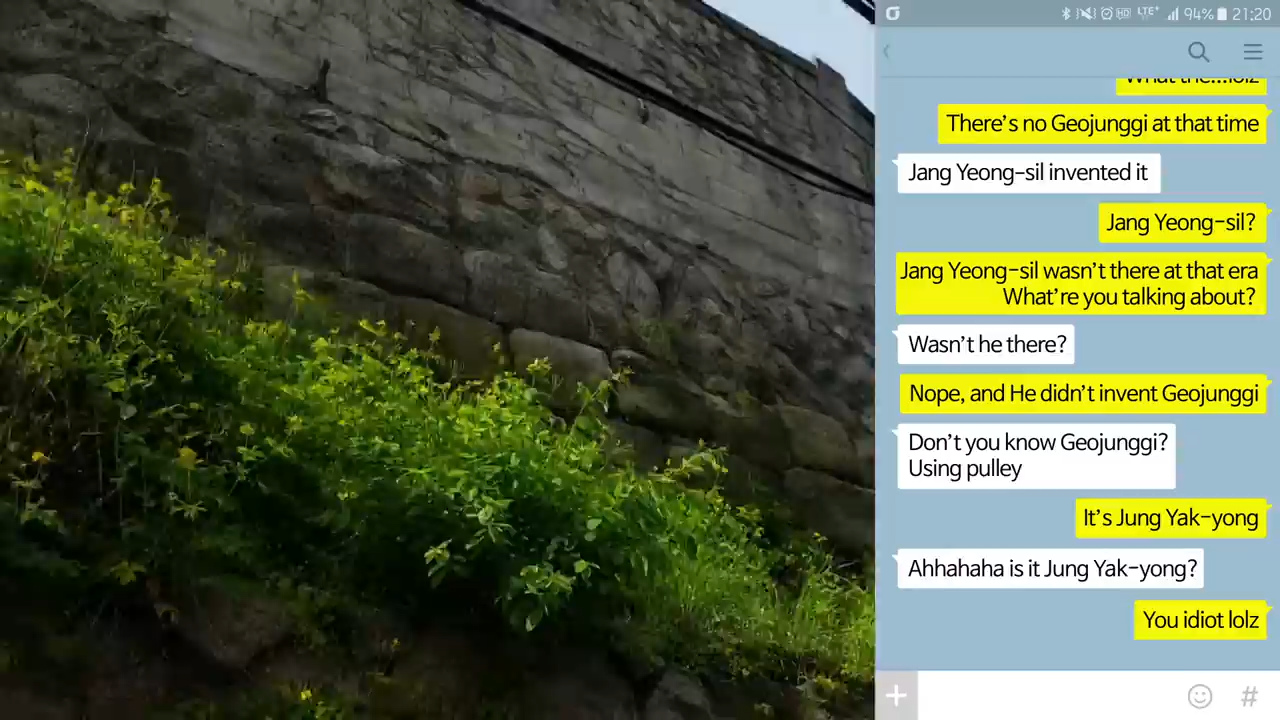 HD LTE+ 94% 21:20
What the...lolz
There's no Geojunggi at that time
Jang Yeong-sil invented it
Jang Yeong-sil?
Jang Yeong-sil wasn't there at that era
What're you talking about?
Wasn't he there?
Nope, and He didn't invent Geojunggi
Don't you know Geojunggi?
Using pulley
It's Jung Yak-yong
Ahhahaha is it Jung Yak-yong?
You idiot lolz
#